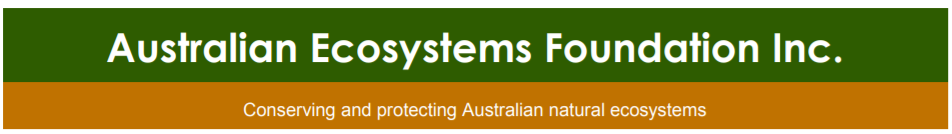 Australian Ecosystems Foundation Inc.
Conserving and protecting Australian natural ecosystems